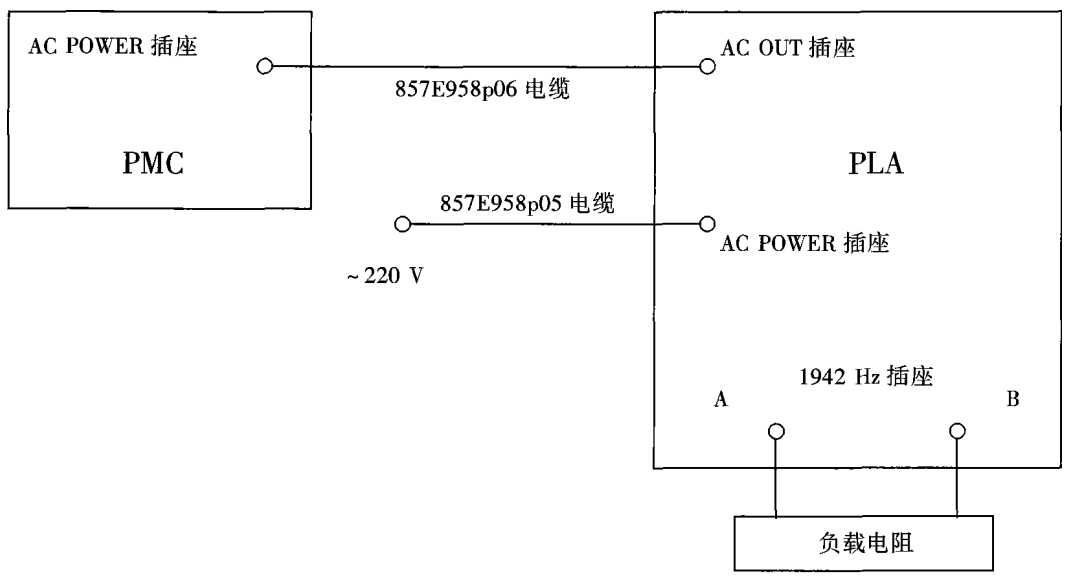 AC POWER 插座
AC OUT 插座
857E958p06 电缆
PMC
PLA
857E958p05 电缆
AC POWER 插座
~220 V
1942 Hz 插座
A
B
负载电阻